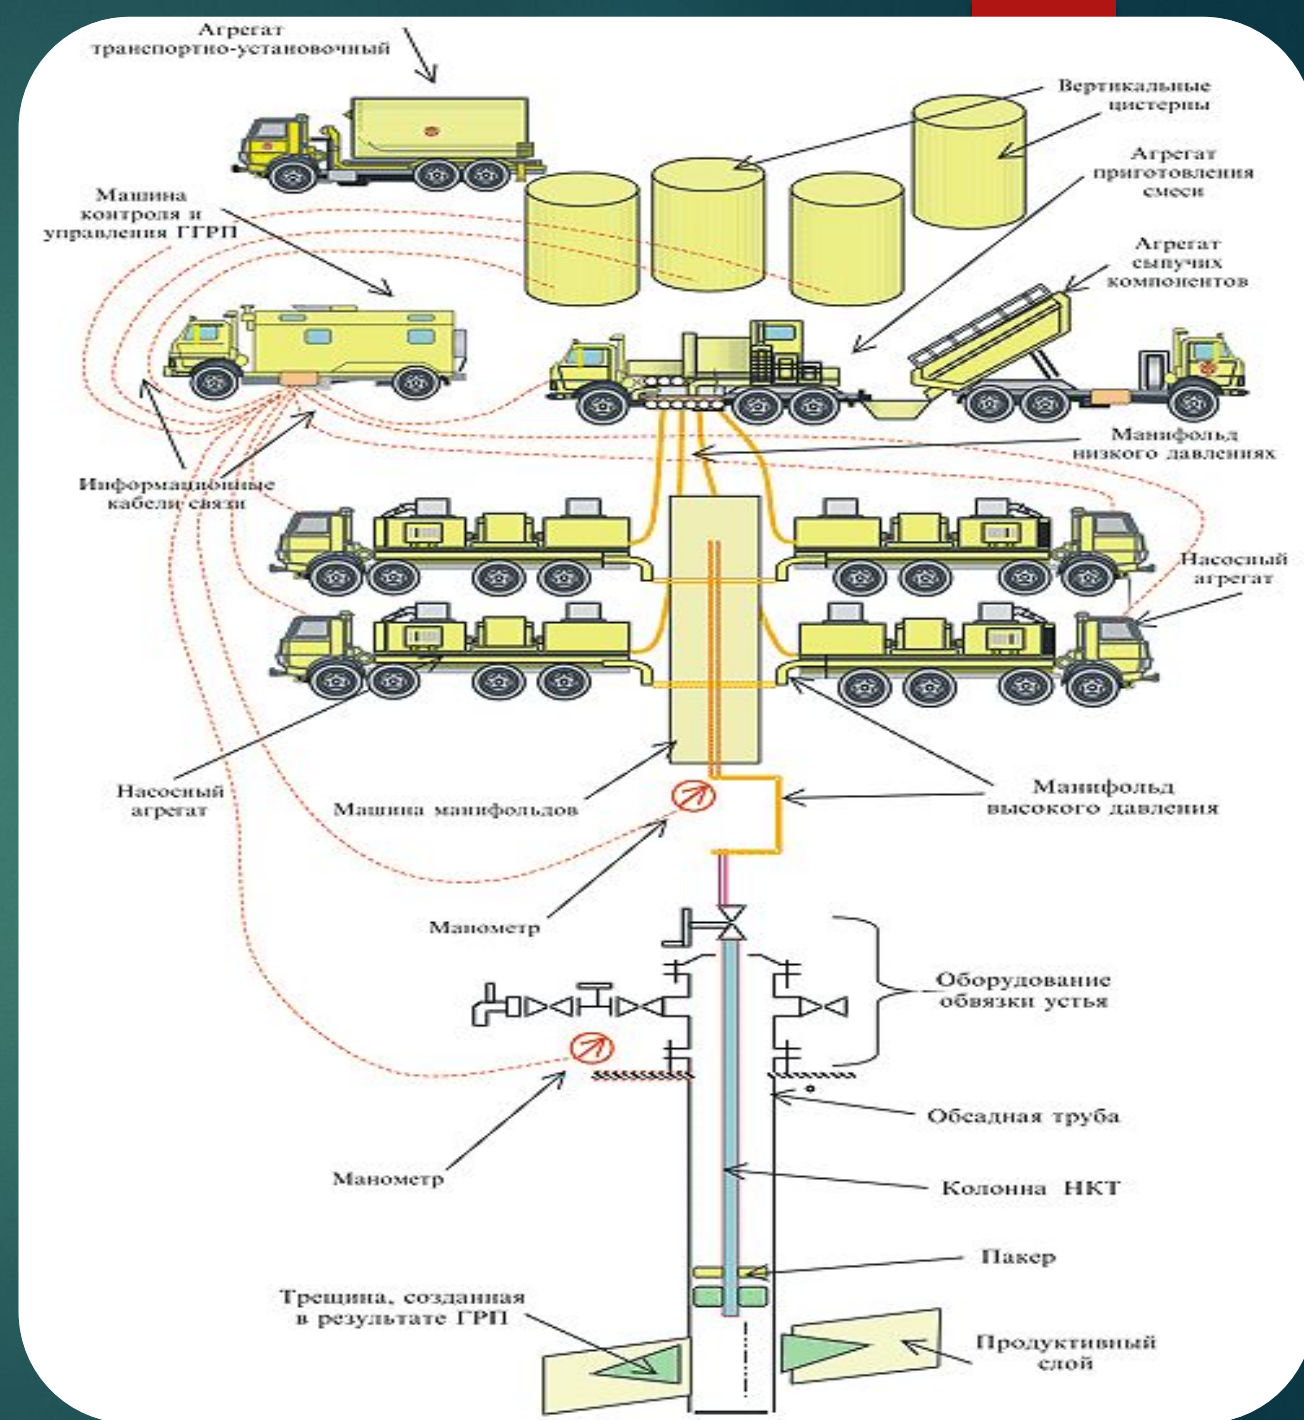 Агрегат
транспортно-установочный
Вертикальные
цистерны
Агрегат
приготовления
смеси
Машина
контроля и
управления ГГРП
Агрегат
сыпучих
компонентов
Манифольд
низкого давлениях
Информационные
кабели связи
Насосный
агрегат
Насосный
агрегат
Машина манифольдов
Манифольд
высокого давления
Манометр
Оборудование
обвязки устья
Обсадная труба
Манометр
Колонна НКТ
Пакер
Трещина, созданная
в результате ГРП
Продуктивный
слой